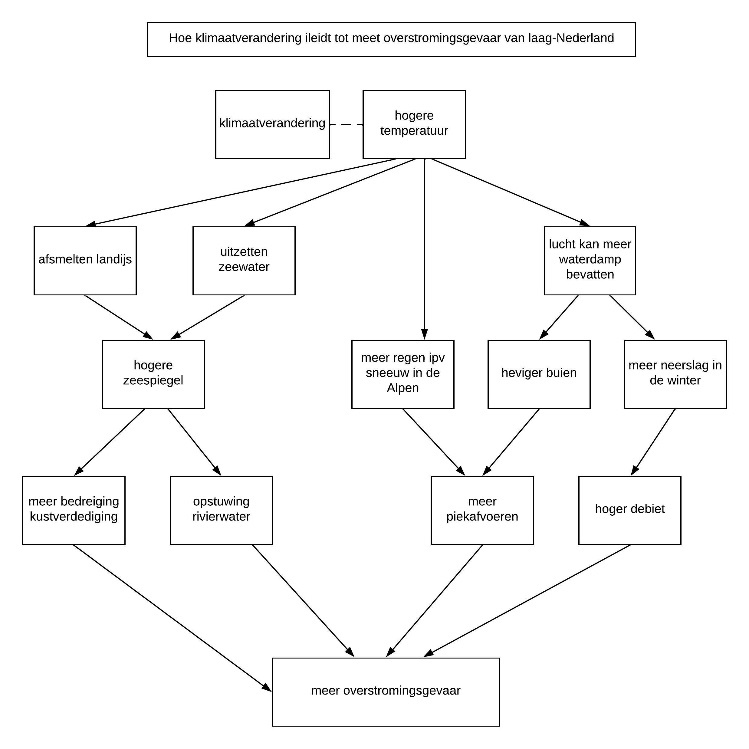 Hoe klimaatverandering ileidt tot meet overstromingsgevaar van laag-Nederland
klimaatverandering
hogere
temperatuur
afsmelten landijs
uitzetten
zeewater
lucht kan meer
waterdamp
bevatten
hogere
zeespiegel
meer regen ipv
sneeuw in de
Alpen
heviger buien
meer neerslag in
de winter
meer bedreiging
kustverdediging
opstuwing
rivierwater
meer
piekafvoeren
hoger debiet
meer overstromingsgevaar